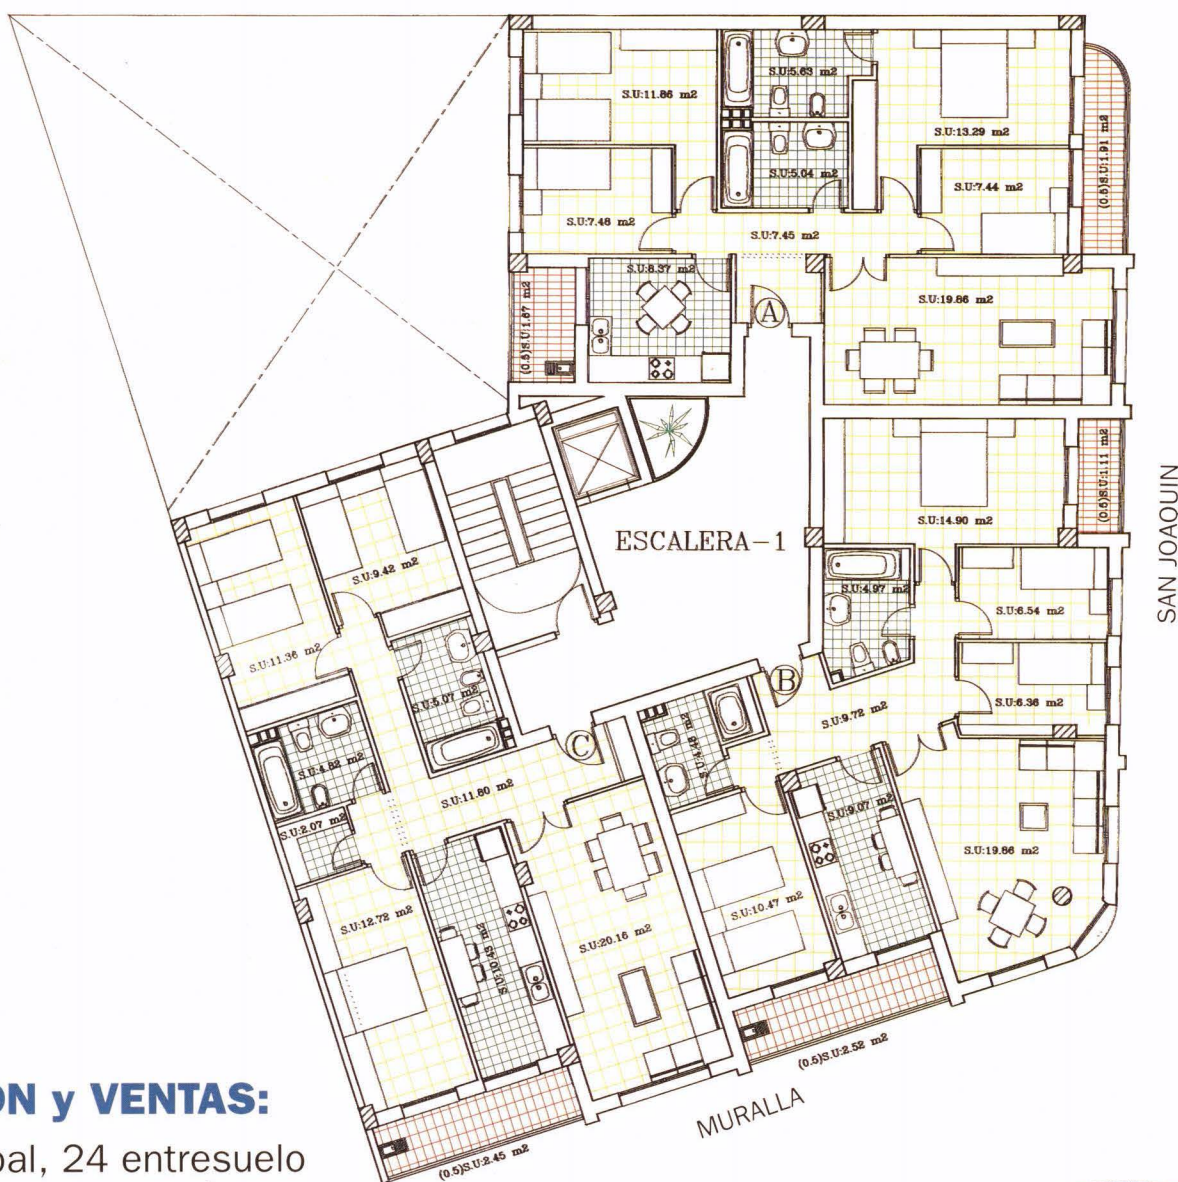 S.U:11.86 m2
S.U:5.63 m2
S.U:13.29 m2
(0.5)S.U:1.91 m2
S.U:5.04 m2
S.U:7.44 m2
S.U:7.48 m2
S.U:7.45 m2
S.U:8.37 m2
(0.5)S.U:1.67 m2
A
S.U:19.86 m2
(0.5)S.U:1.11 m2
S.U:14.90 m2
ESCALERA-1
SAN JOAQUIN
S.U:9.42 m2
S.U:4.97 m2
S.U:6.54 m2
S.U:11.36 m2
S.U:5.07 m2
B
S.U:6.36 m2
S.U:9.72 m2
C
S.U:4.82 m2
S.U:11.80 m2
S.U:2.07 m2
S.U:9.07 m2
S.U:19.86 m2
S.U:12.72 m2
S.U:10.47 m2
S.U:20.16 m2
S.U:10.43 m2
(0.5)S.U:2.52 m2
MURALLA
(0.5)S.U:2.45 m2
ON y VENTAS:
pal, 24 entresuelo